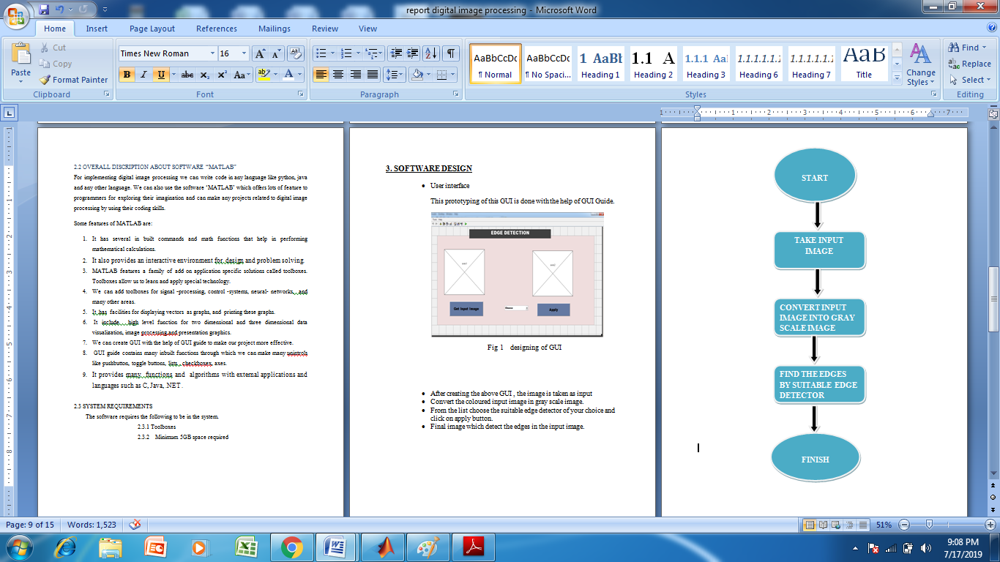 report digital image processing - Microsoft Word
Home Insert Page Layout References Mailings Review View
Paste
Cut
Copy
Format Painter
Clipboard
Times New Roman 16
B I U abc x₂ x² Aa
Font
Paragraph
AaBbCcDc AaBbCcDc 1 AaBb 1.1 A 1.1.1 Aa 1.1.1.1.1 1.1.1.1.1 AaB
¶ Normal ¶ No Spaci... Heading 1 Heading 2 Heading 3 Heading 6 Heading 7 Title
Change Styles
Styles
Find
Replace
Select
Editing
2.2 OVERALL DISCRIPTION ABOUT SOFTWARE “MATLAB”
For implementing digital image processing we can write code in any language like python, java
and any other language. We can also use the software ‘MATLAB’ which offers lots of feature to
programmers for exploring their imagination and can make any projects related to digital image
processing by using their coding skills.
Some features of MATLAB are:
1. It has several in built commands and math functions that help in performing
mathematical calculations.
2. It also provides an interactive environment for design and problem solving.
3. MATLAB features a family of add on application specific solutions called toolboxes.
Toolboxes allow us to learn and apply special technology.
4. We can add toolboxes for signal -processing, control -systems, neural- networks, and
many other areas.
5. It has facilities for displaying vectors as graphs, and printing these graphs.
6. It include high level function for two dimensional and three dimensional data
visualization, image processing,and presentation graphics.
7. We can create GUI with the help of GUI guide to make our project more effective.
8. GUI guide contains many inbuilt functions through which we can make many unintrols
like pushbutton, toggle buttons, lists , checkboxex, axes.
9. It provides many functions and algorithms with external applications and
languages such as C, Java, .NET .
2.3 SYSTEM REQUIREMENTS
The software requires the following to be in the system.
2.3.1 Toolboxes
2.3.2 Minimum 5GB space required
3. SOFTWARE DESIGN
• User interface
This prototyping of this GUI is done with the help of GUI Guide.
EDGE DETECTION
Get Input Image
Apply
Fig 1 designing of GUI
• After creating the above GUI , the image is taken as input
• Convert the coloured input image in gray scale image.
• From the list choose the suitable edge detector of your choice and
click on apply button.
• Final image which detect the edges in the input image.
START
TAKE INPUT
IMAGE
CONVERT INPUT
IMAGE INTO GRAY
SCALE IMAGE
FIND THE EDGES
BY SUITABLE EDGE
DETECTOR
FINISH
Page: 9 of 15 Words: 1,523
51%
9:08 PM
7/17/2019